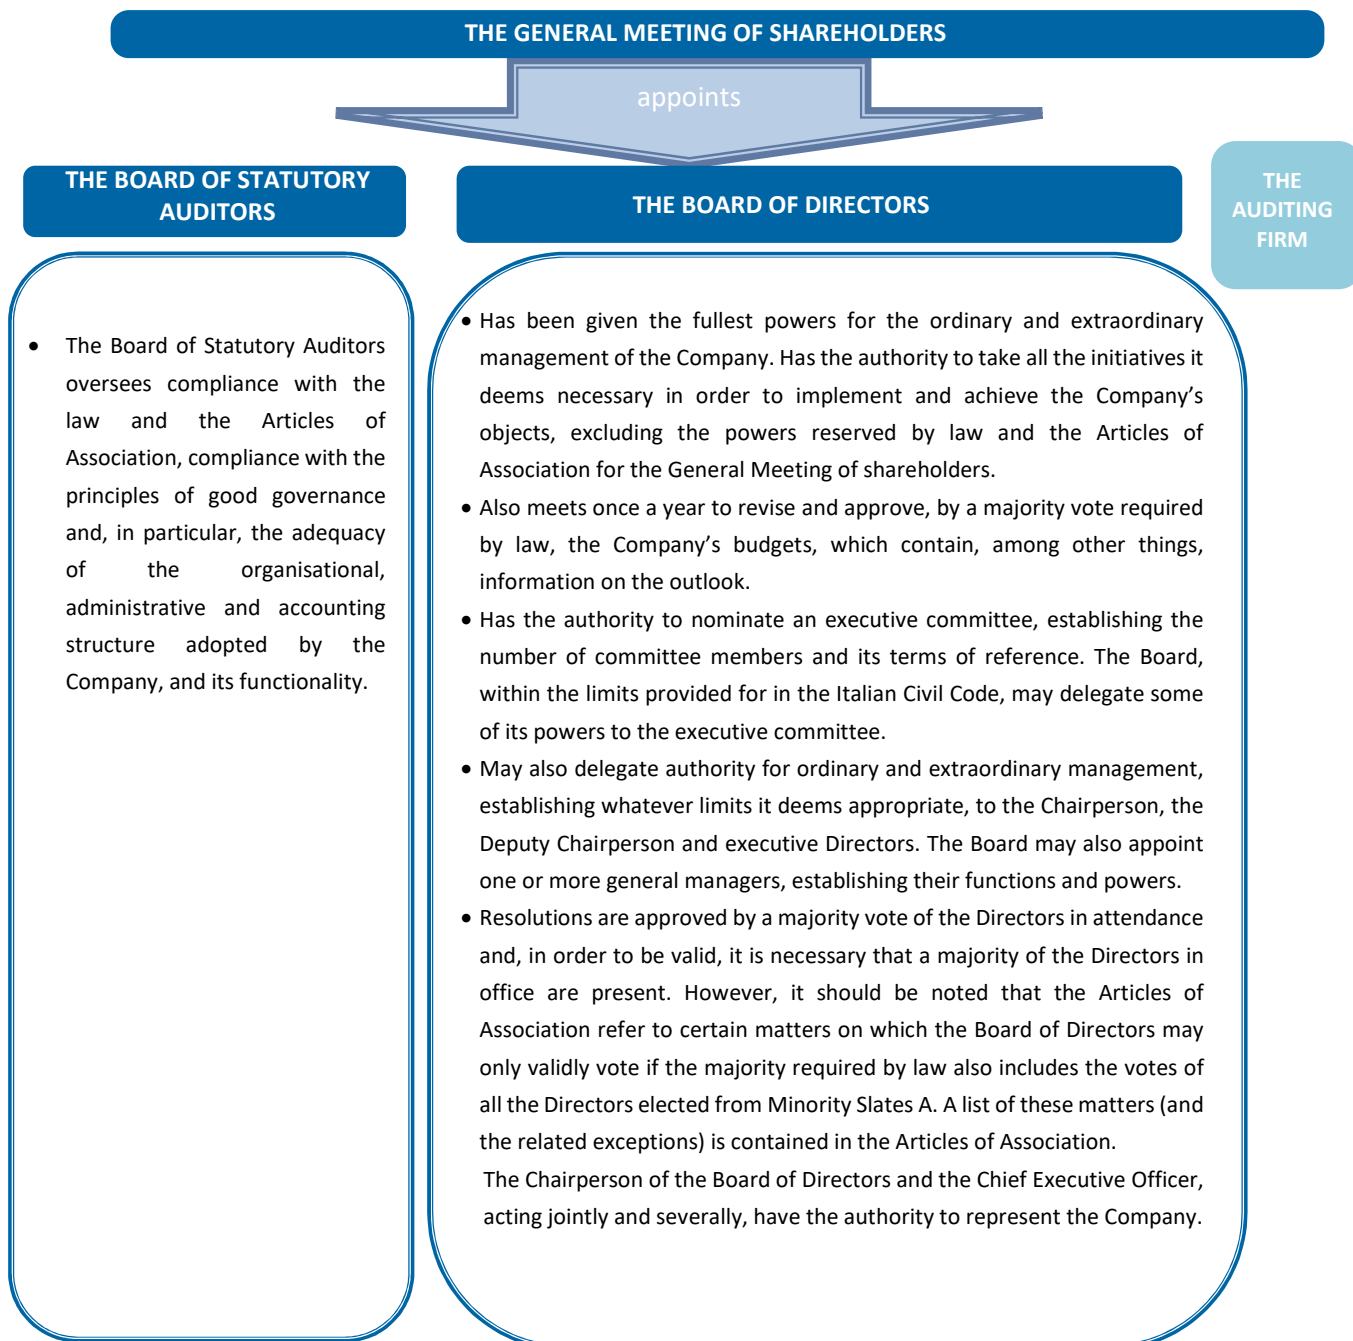 THE GENERAL MEETING OF SHAREHOLDERS
appoints
THE BOARD OF STATUTORY
AUDITORS
THE BOARD OF DIRECTORS
THE
AUDITING
FIRM
• The Board of Statutory Auditors
oversees compliance with the
law and the Articles of
Association, compliance with the
principles of good governance
and, in particular, the adequacy
of the organisational,
administrative and accounting
structure adopted by the
Company, and its functionality.
• Has been given the fullest powers for the ordinary and extraordinary
management of the Company. Has the authority to take all the initiatives it
deems necessary in order to implement and achieve the Company’s
objects, excluding the powers reserved by law and the Articles of
Association for the General Meeting of shareholders.
• Also meets once a year to revise and approve, by a majority vote required
by law, the Company’s budgets, which contain, among other things,
information on the outlook.
• Has the authority to nominate an executive committee, establishing the
number of committee members and its terms of reference. The Board,
within the limits provided for in the Italian Civil Code, may delegate some
of its powers to the executive committee.
• May also delegate authority for ordinary and extraordinary management,
establishing whatever limits it deems appropriate, to the Chairperson, the
Deputy Chairperson and executive Directors. The Board may also appoint
one or more general managers, establishing their functions and powers.
• Resolutions are approved by a majority vote of the Directors in attendance
and, in order to be valid, it is necessary that a majority of the Directors in
office are present. However, it should be noted that the Articles of
Association refer to certain matters on which the Board of Directors may
only validly vote if the majority required by law also includes the votes of
all the Directors elected from Minority Slates A. A list of these matters (and
the related exceptions) is contained in the Articles of Association.
The Chairperson of the Board of Directors and the Chief Executive Officer,
acting jointly and severally, have the authority to represent the Company.